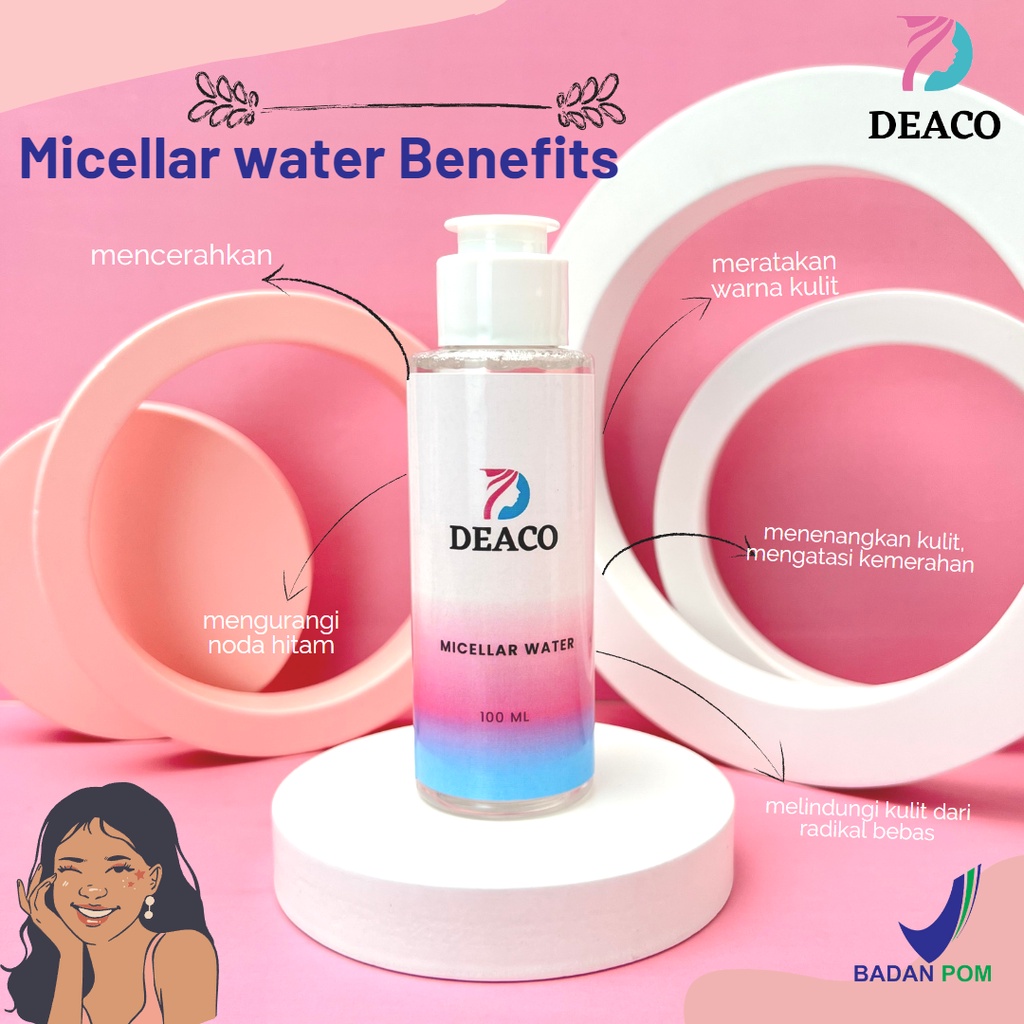 DEACO
Micellar water Benefits
mencerahkan
meratakan
warna kulit
DEACO
menenangkan kulit,
mengatasi kemerahan
mengurangi
noda hitam
MICELLAR WATER
100 ML
melindungi kulit dari
radikal bebas
BADAN POM